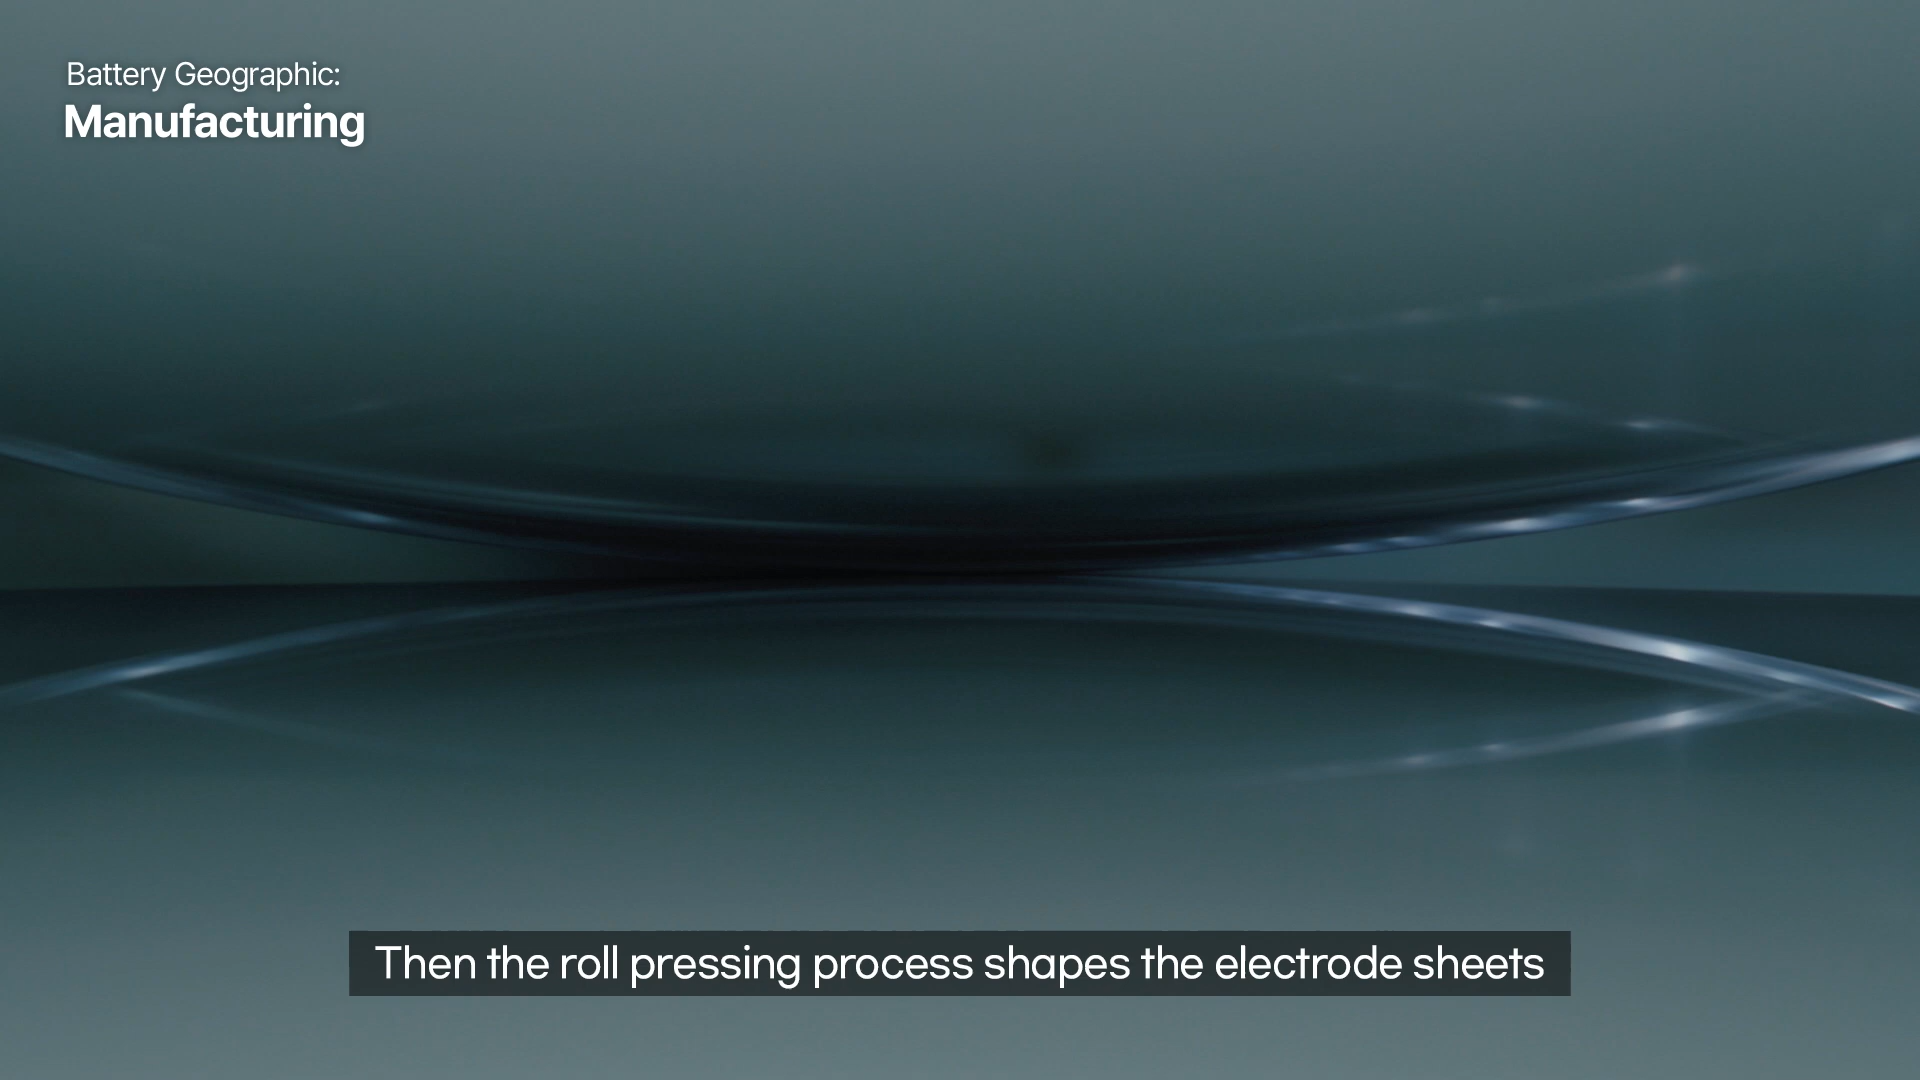 Battery Geographic:
Manufacturing
Then the roll pressing process shapes the electrode sheets